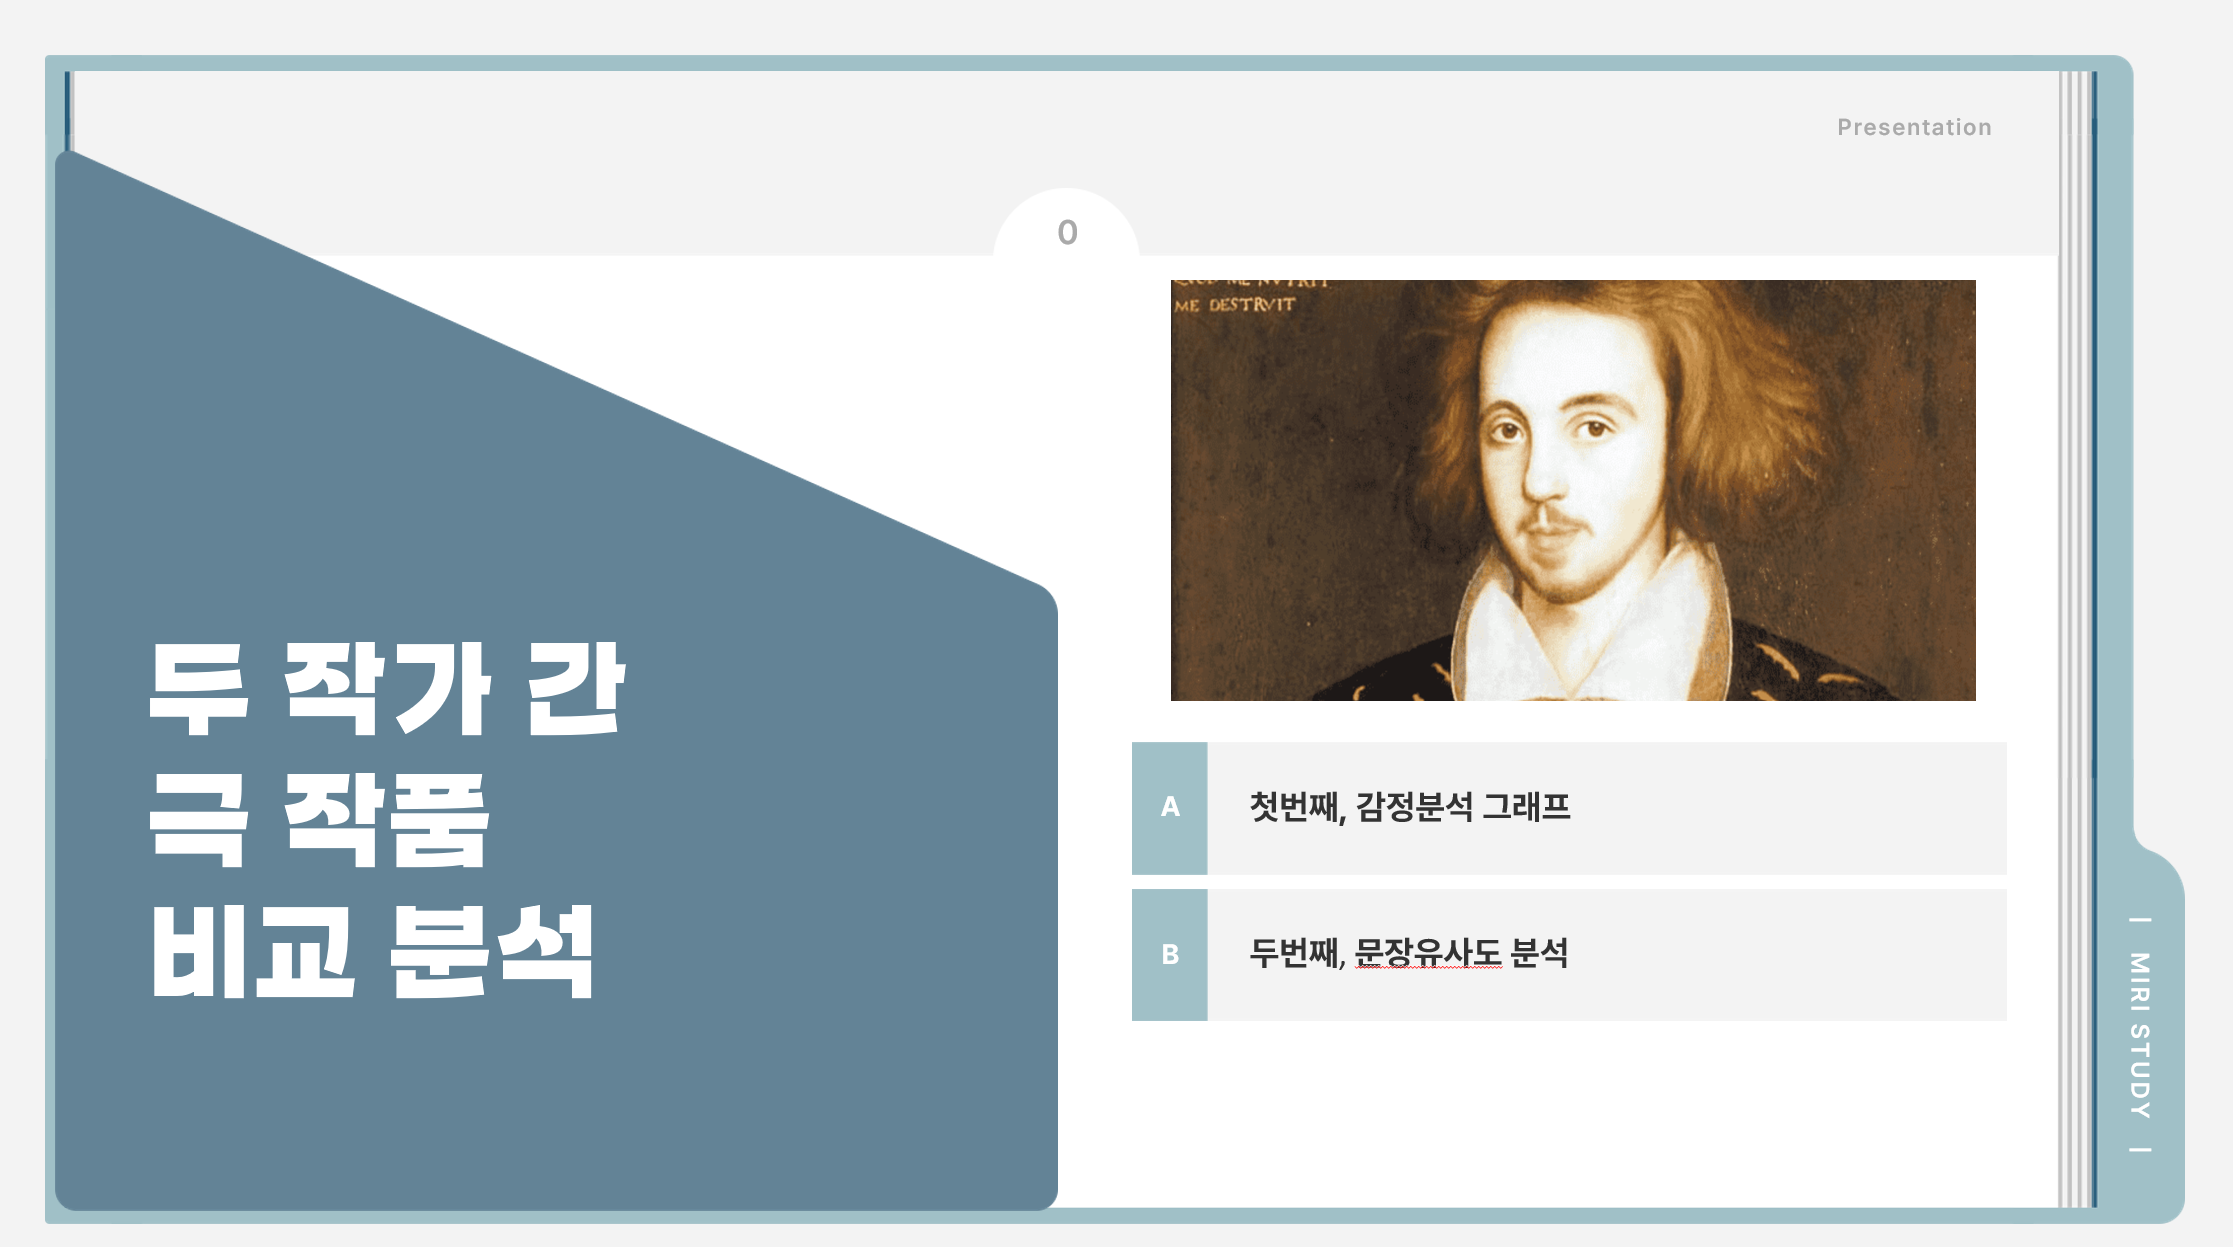 Presentation
0
ME DESTRVIT
두 작가 간
극 작품
비교 분석
A
첫번째, 감정분석 그래프
B
두번째, 문장유사도 분석
| MIRI STUDY |